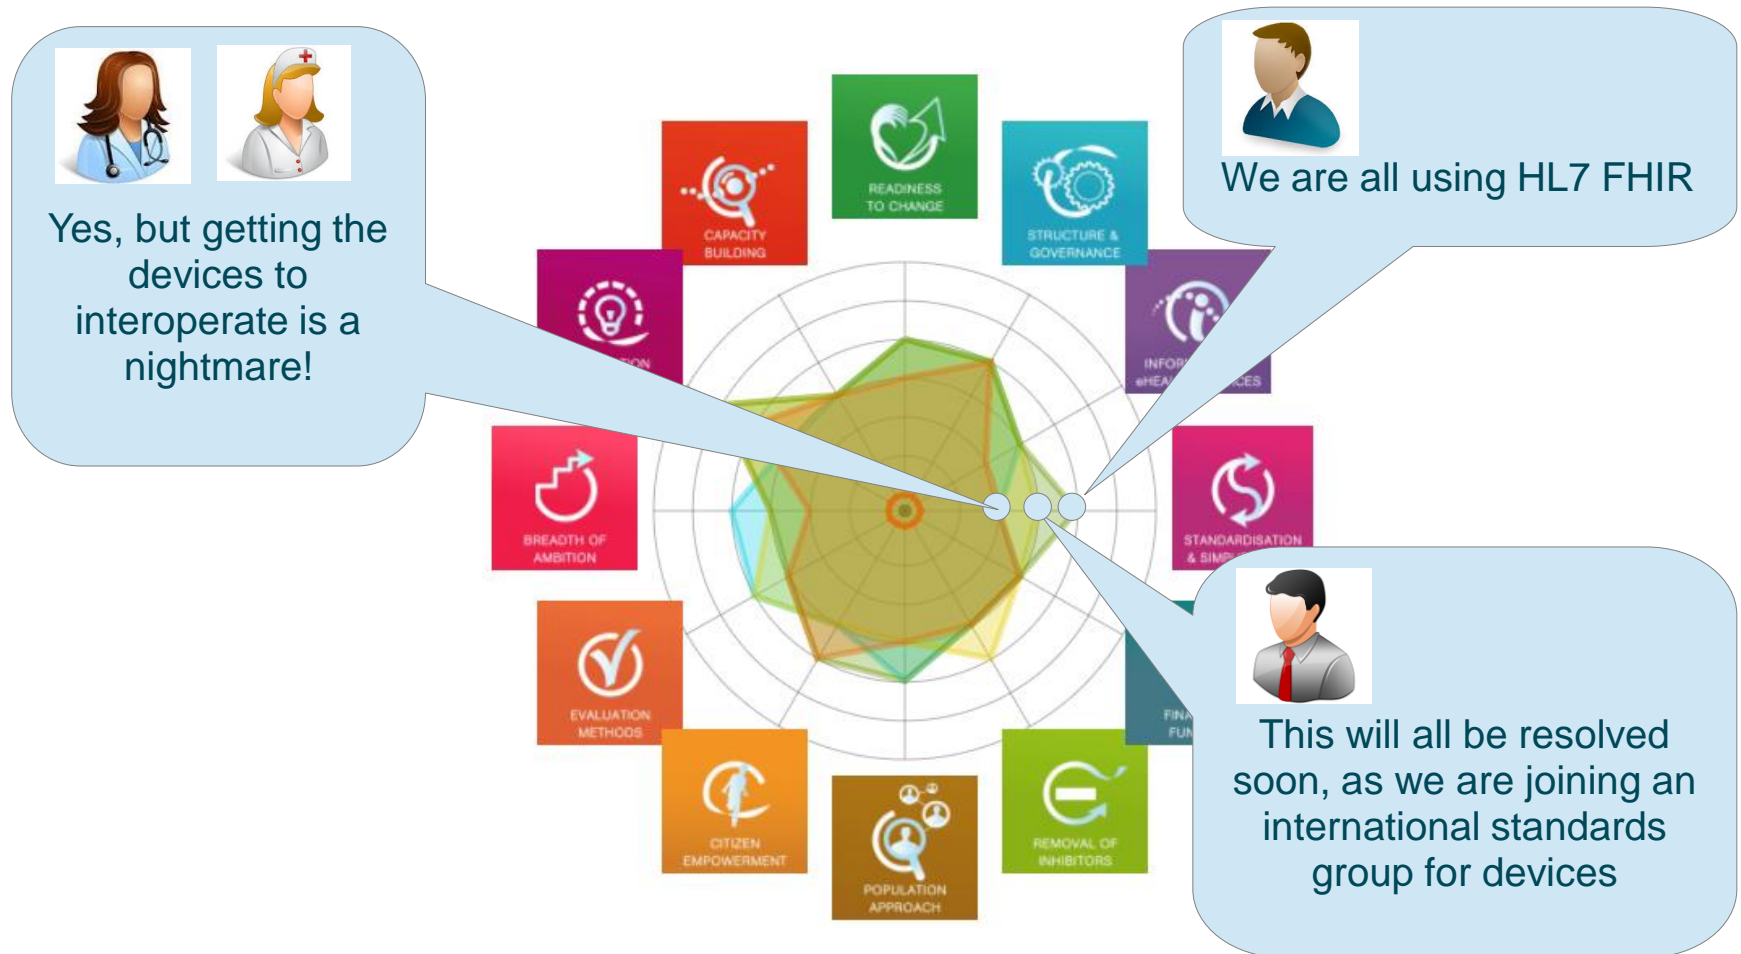 Yes, but getting the
devices to
interoperate is a
nightmare!
We are all using HL7 FHIR
READINESS
TO CHANGE
CAPACITY
BUILDING
STRUCTURE &
GOVERNANCE
BREADTH OF
AMBITION
STANDARDISATION
&
EVALUATION
METHODS
CITIZEN
EMPOWERMENT
POPULATION
APPROACH
REMOVAL OF
INHIBITORS
This will all be resolved
soon, as we are joining an
international standards
group for devices